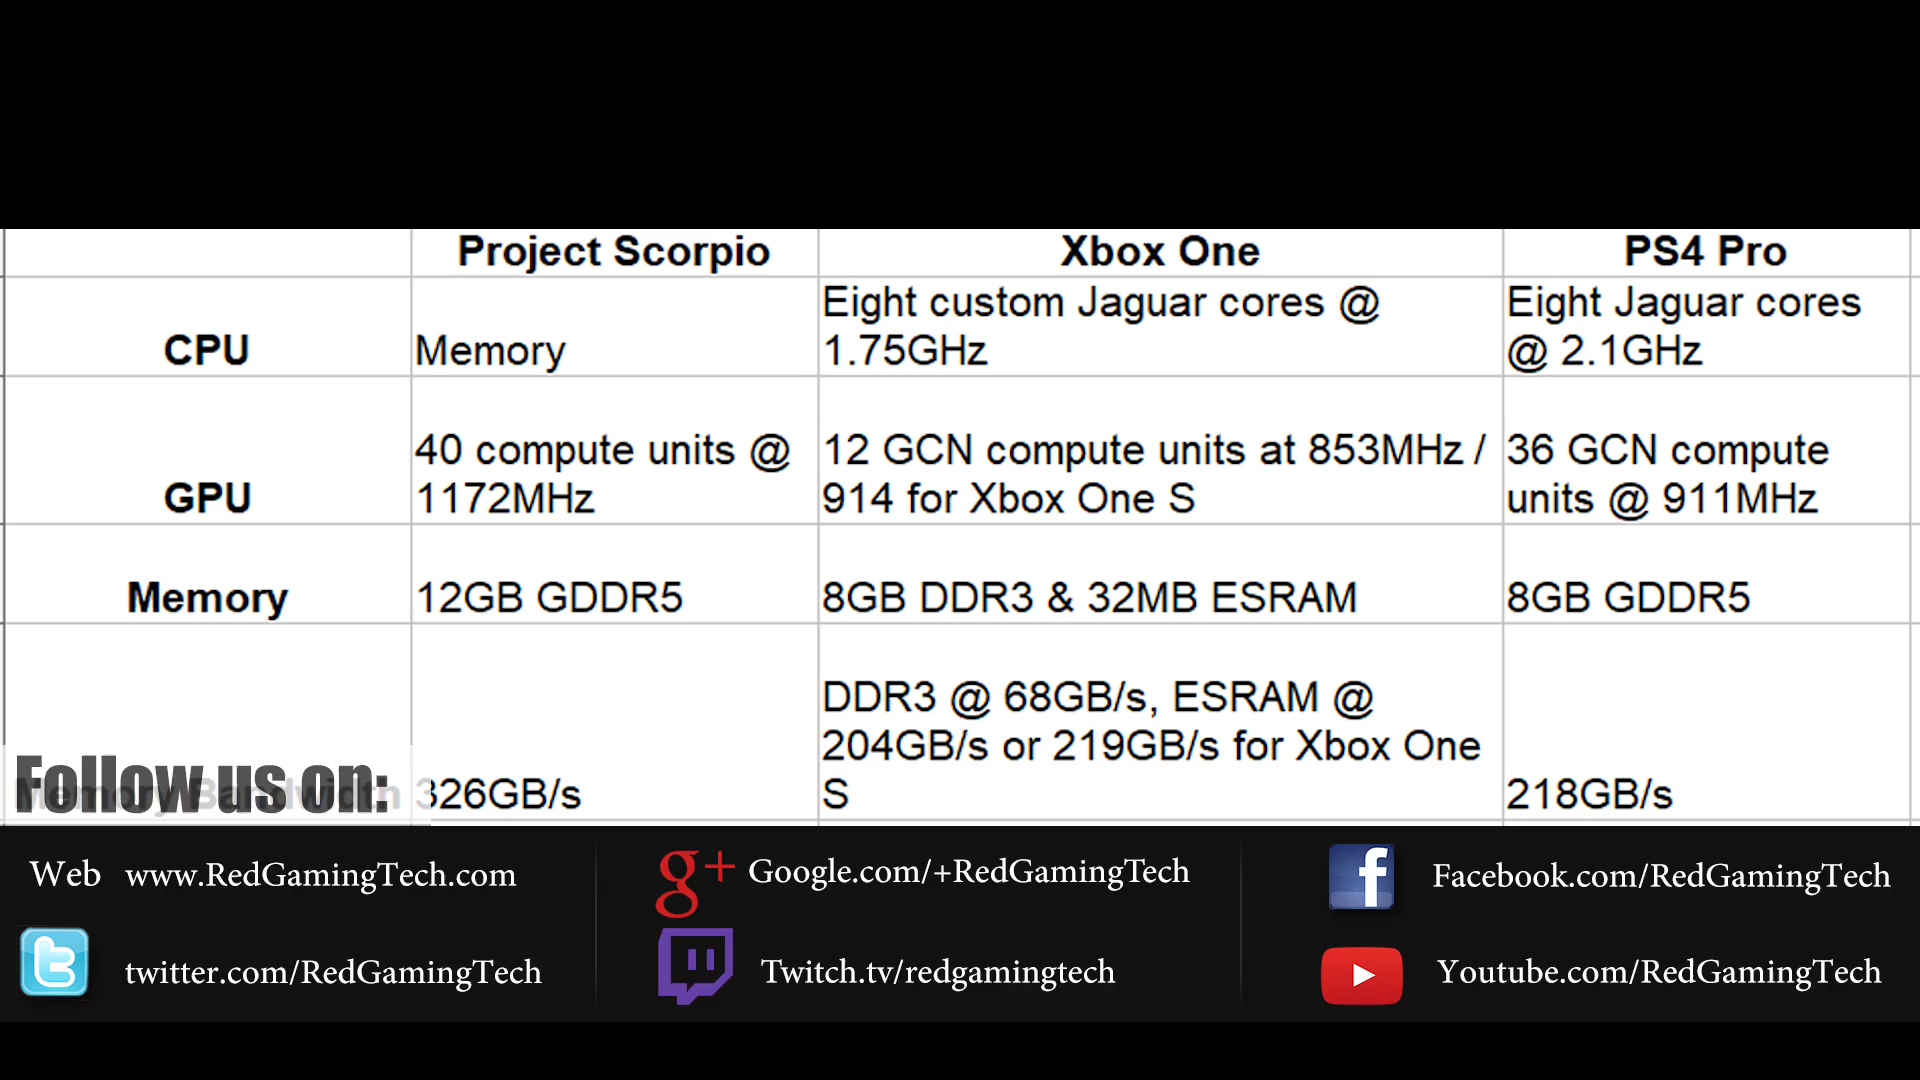 Project Scorpio Xbox One PS4 Pro
CPU Memory Eight custom Jaguar cores @ 1.75GHz Eight Jaguar cores @ 2.1GHz
GPU 40 compute units @ 1172MHz 12 GCN compute units at 853MHz / 914 for Xbox One S 36 GCN compute units @ 911MHz
Memory 12GB GDDR5 8GB DDR3 & 32MB ESRAM 8GB GDDR5
Memory Bandwidth 326GB/s DDR3 @ 68GB/s, ESRAM @ 204GB/s or 219GB/s for Xbox One S 218GB/s
Follow us on:
Web www.RedGamingTech.com
g+ Google.com/+RedGamingTech
f Facebook.com/RedGamingTech
twitter.com/RedGamingTech
Twitch.tv/redgamingtech
Youtube.com/RedGamingTech